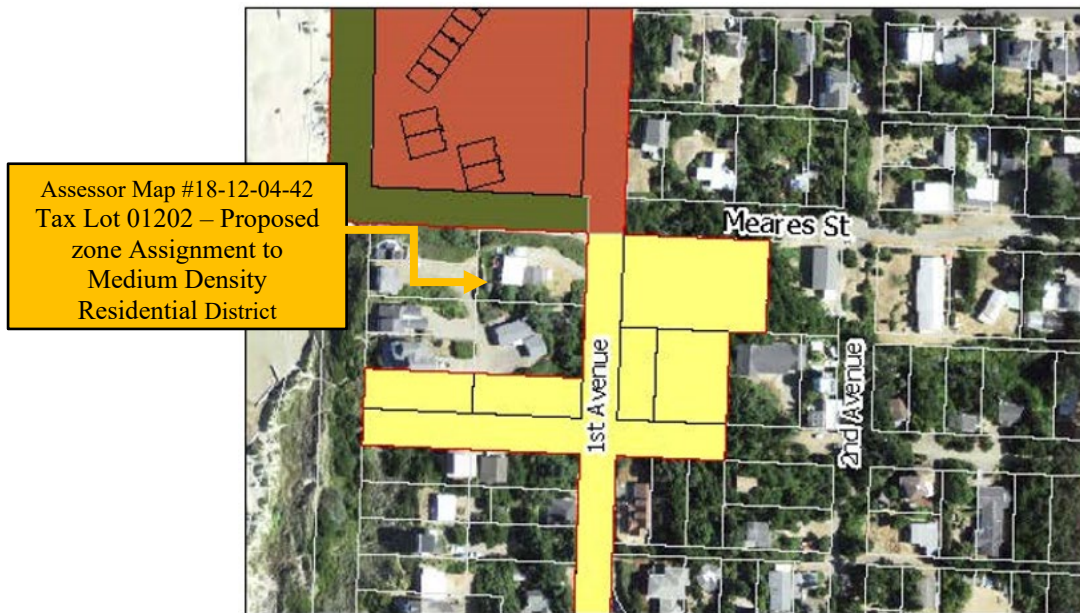 Assessor Map #18-12-04-42
Tax Lot 01202 – Proposed
zone Assignment to
Medium Density
Residential District
Meares St
1st Avenue
2nd Avenue